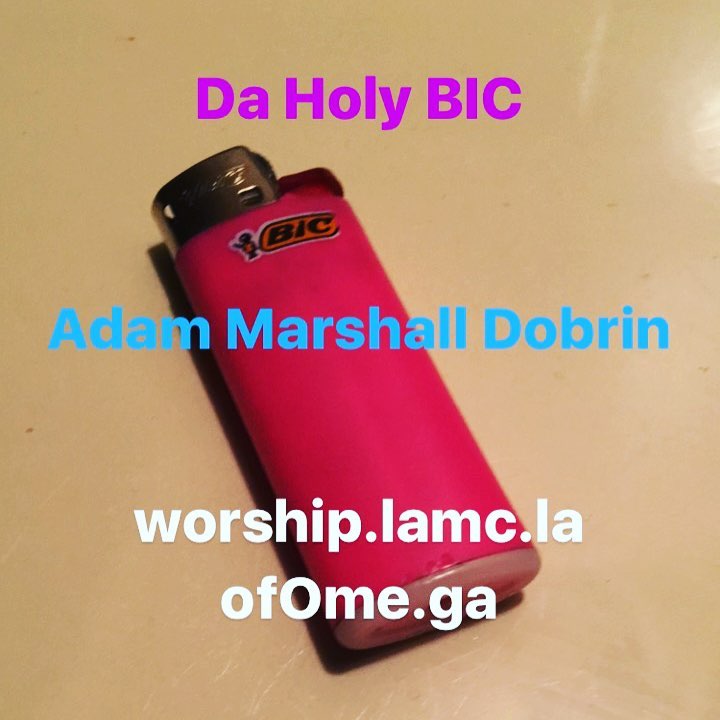 Da Holy BIC
BIC
Adam Marshall Dobrin
worship.lamc.la
ofOme.ga